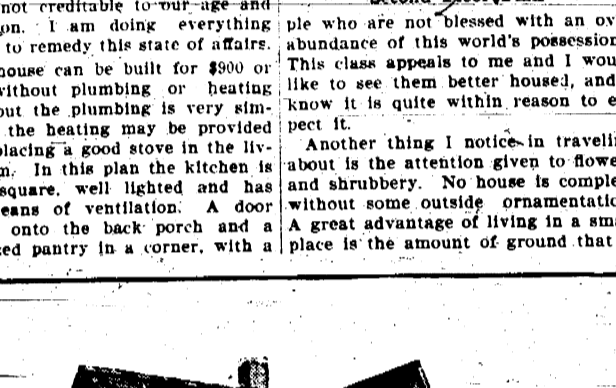 not creditable to our age and
on. I am doing everything
to remedy this state of affairs.
house can be built for $900 or
without plumbing or heating
out the plumbing is very sim-
the heating may be provided
placing a good stove in the liv-
m. In this plan the kitchen is
square, well lighted and has
eans of ventilation. A door
onto the back porch and a
ed pantry in a corner, with a
ple who are not blessed with an ov
abundance of this world's possession
This class appeals to me and I wou
like to see them better housed, and
know it is quite within reason to e
pect it.
Another thing I notice in traveli
about is the attention given to flowe
and shrubbery. No house is comple
without some outside ornamentatio
A great advantage of living in a sma
place is the amount of ground that